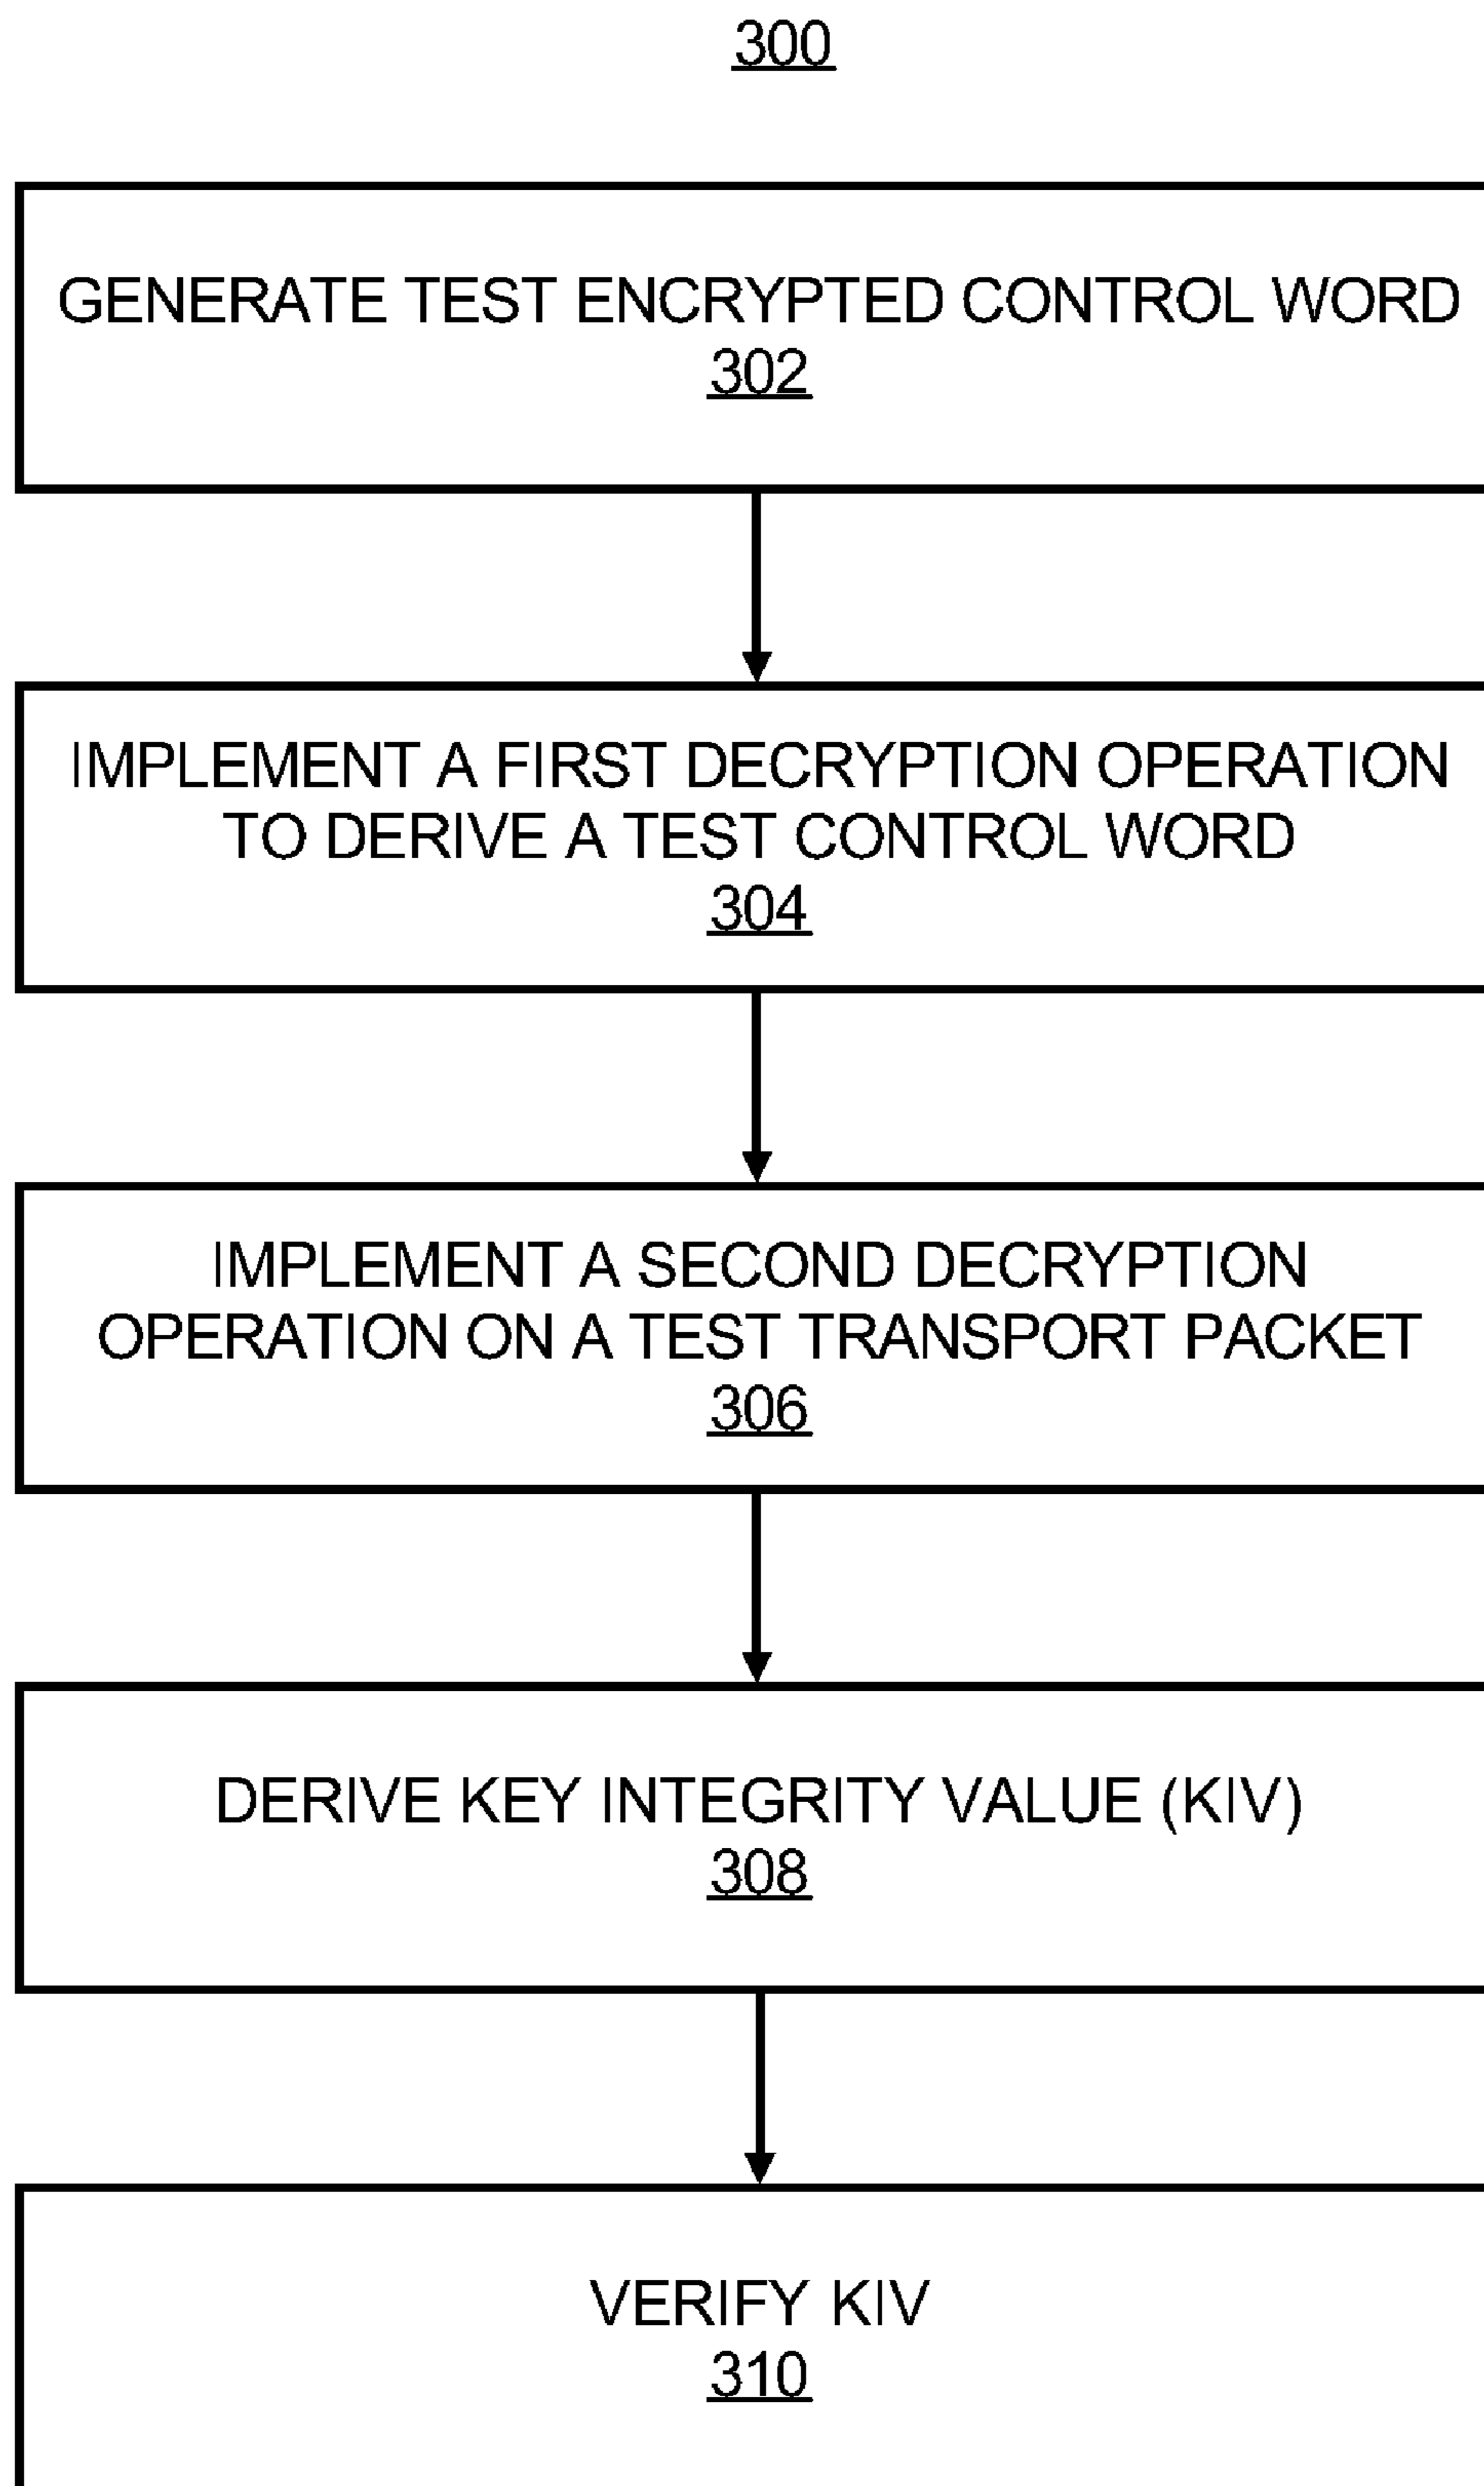 300
GENERATE TEST ENCRYPTED CONTROL WORD
302
IMPLEMENT A FIRST DECRYPTION OPERATION
TO DERIVE A TEST CONTROL WORD
304
IMPLEMENT A SECOND DECRYPTION
OPERATION ON A TEST TRANSPORT PACKET
306
DERIVE KEY INTEGRITY VALUE (KIV)
308
VERIFY KIV
310